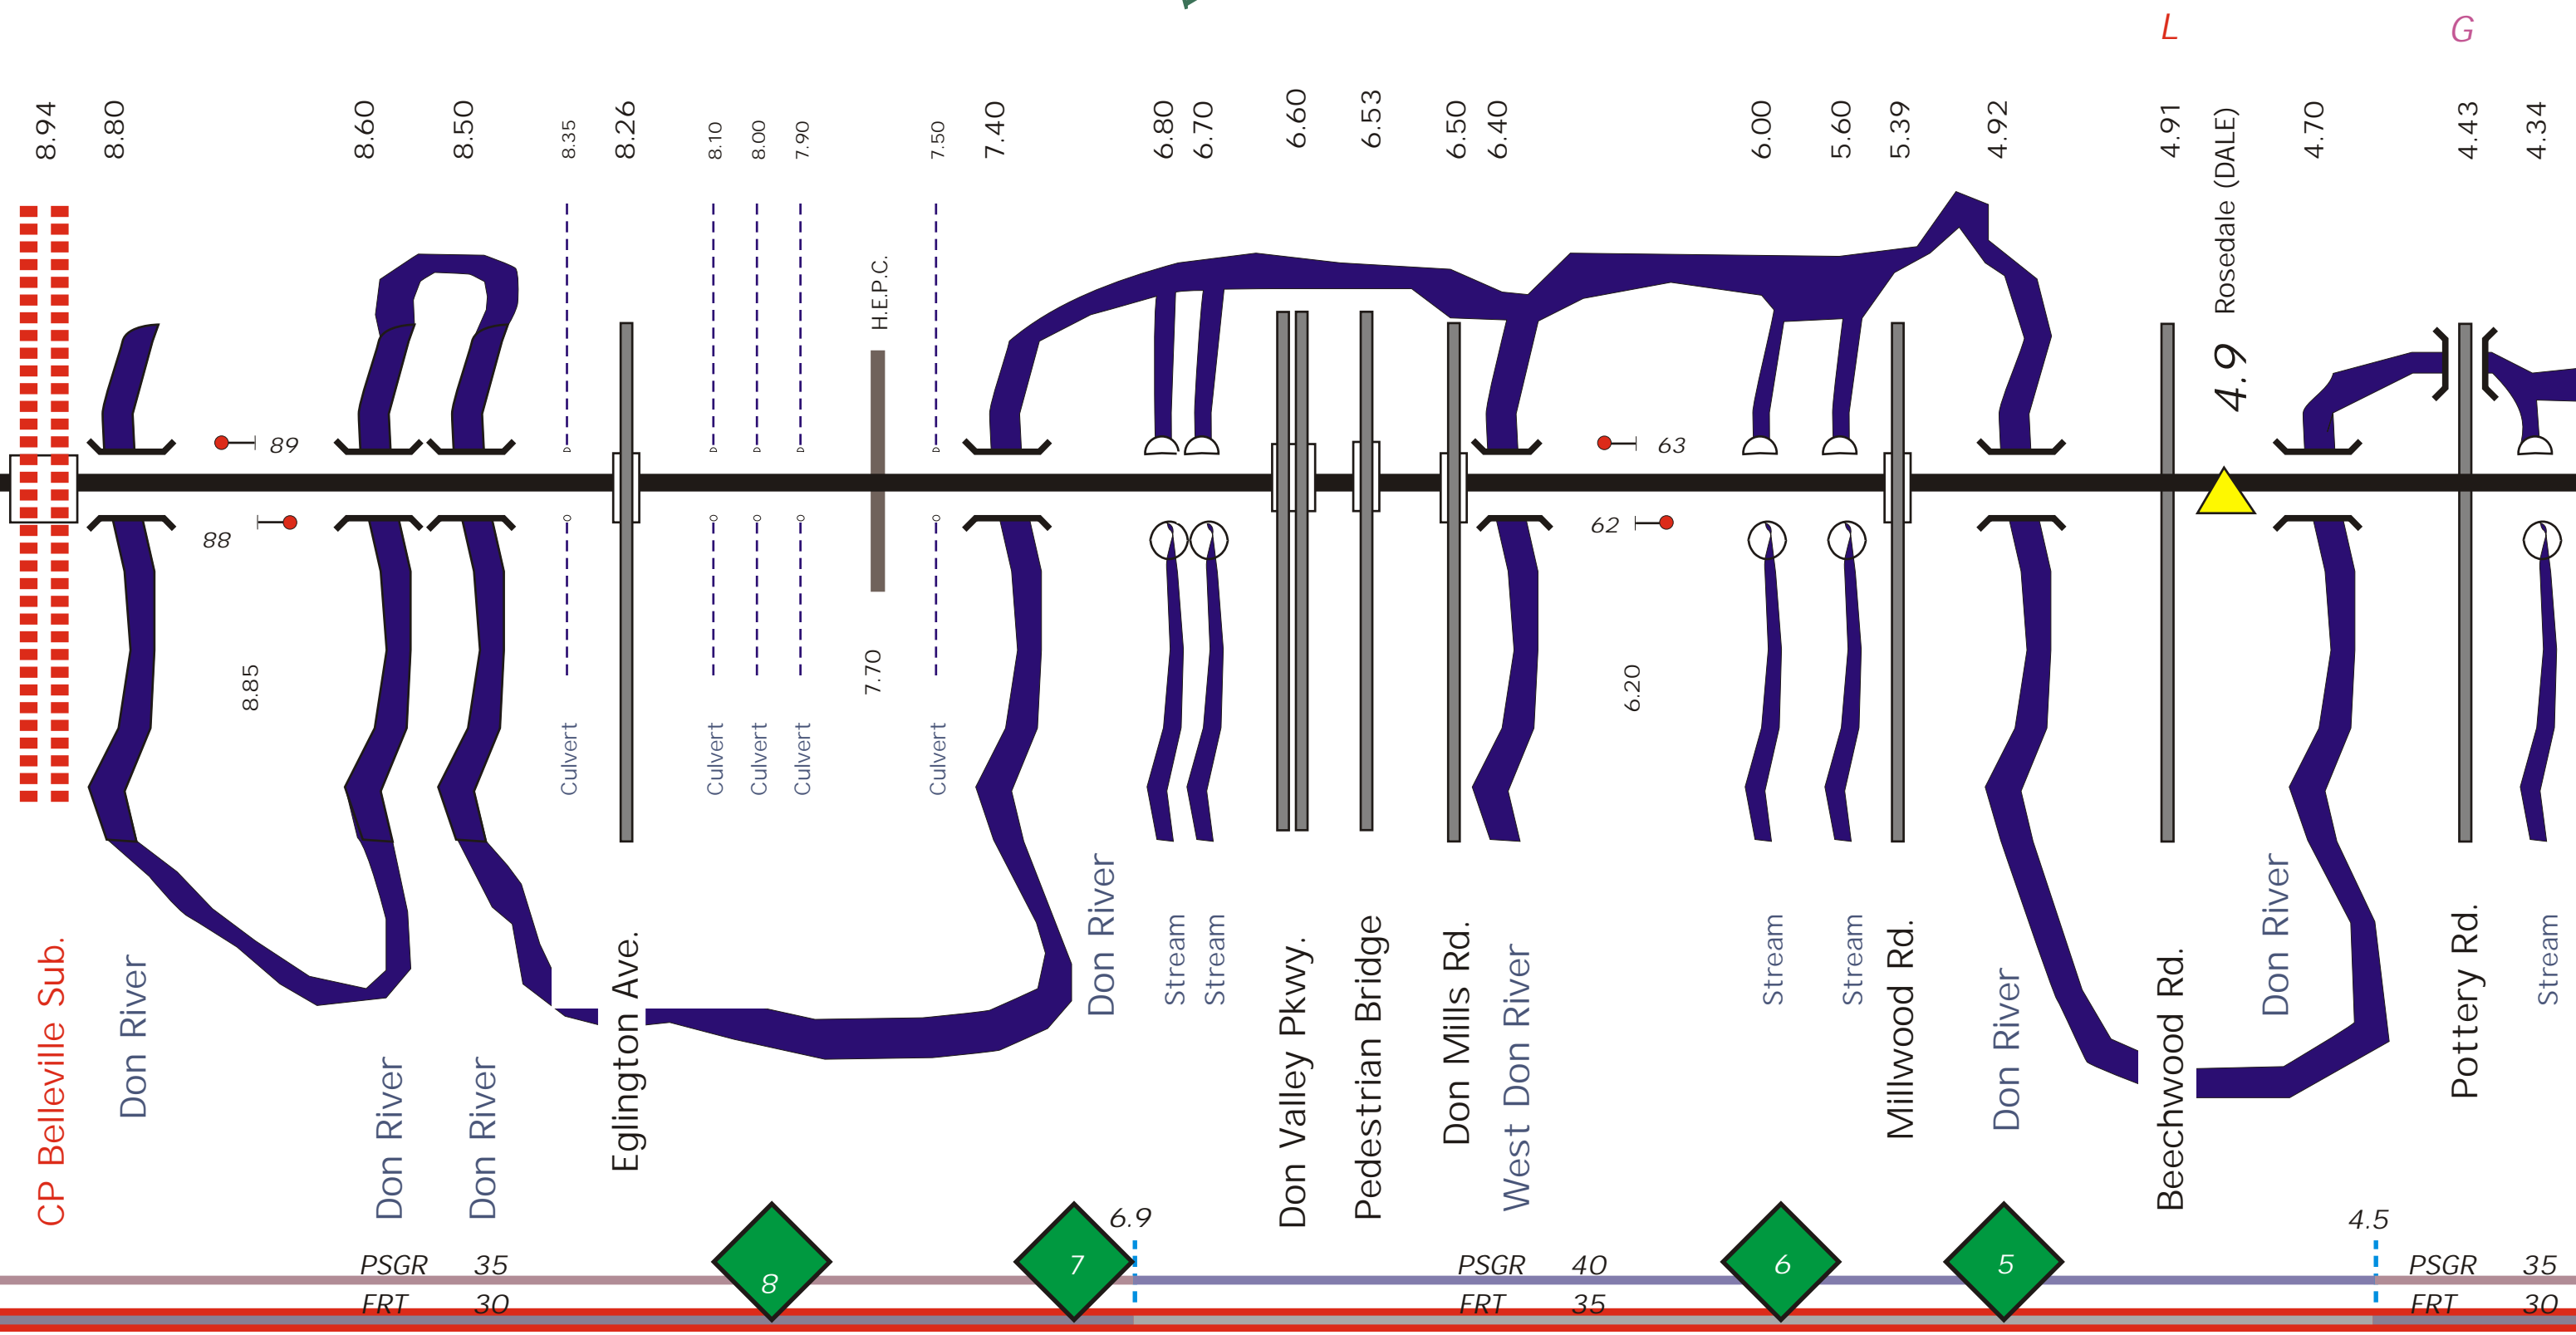 L
G
8.94
8.80
8.60
8.50
8.35
8.26
8.10
8.00
7.90
7.50
7.40
6.80
6.70
6.60
6.53
6.50
6.40
6.00
5.60
5.39
4.92
4.91
4.9 Rosedale (DALE)
4.70
4.43
4.34
H.E.P.C.
89
63
88
62
8.85
7.70
6.20
Culvert
Culvert
Culvert
Culvert
Culvert
CP Belleville Sub.
Don River
Don River
Don River
Eglington Ave.
Don River
Stream
Stream
Don Valley Pkwy.
Pedestrian Bridge
Don Mills Rd.
West Don River
Stream
Stream
Millwood Rd.
Don River
Beechwood Rd.
Don River
Pottery Rd.
Stream
6.9
4.5
PSGR 35
FRT 30
8
7
PSGR 40
FRT 35
6
5
PSGR 35
FRT 30